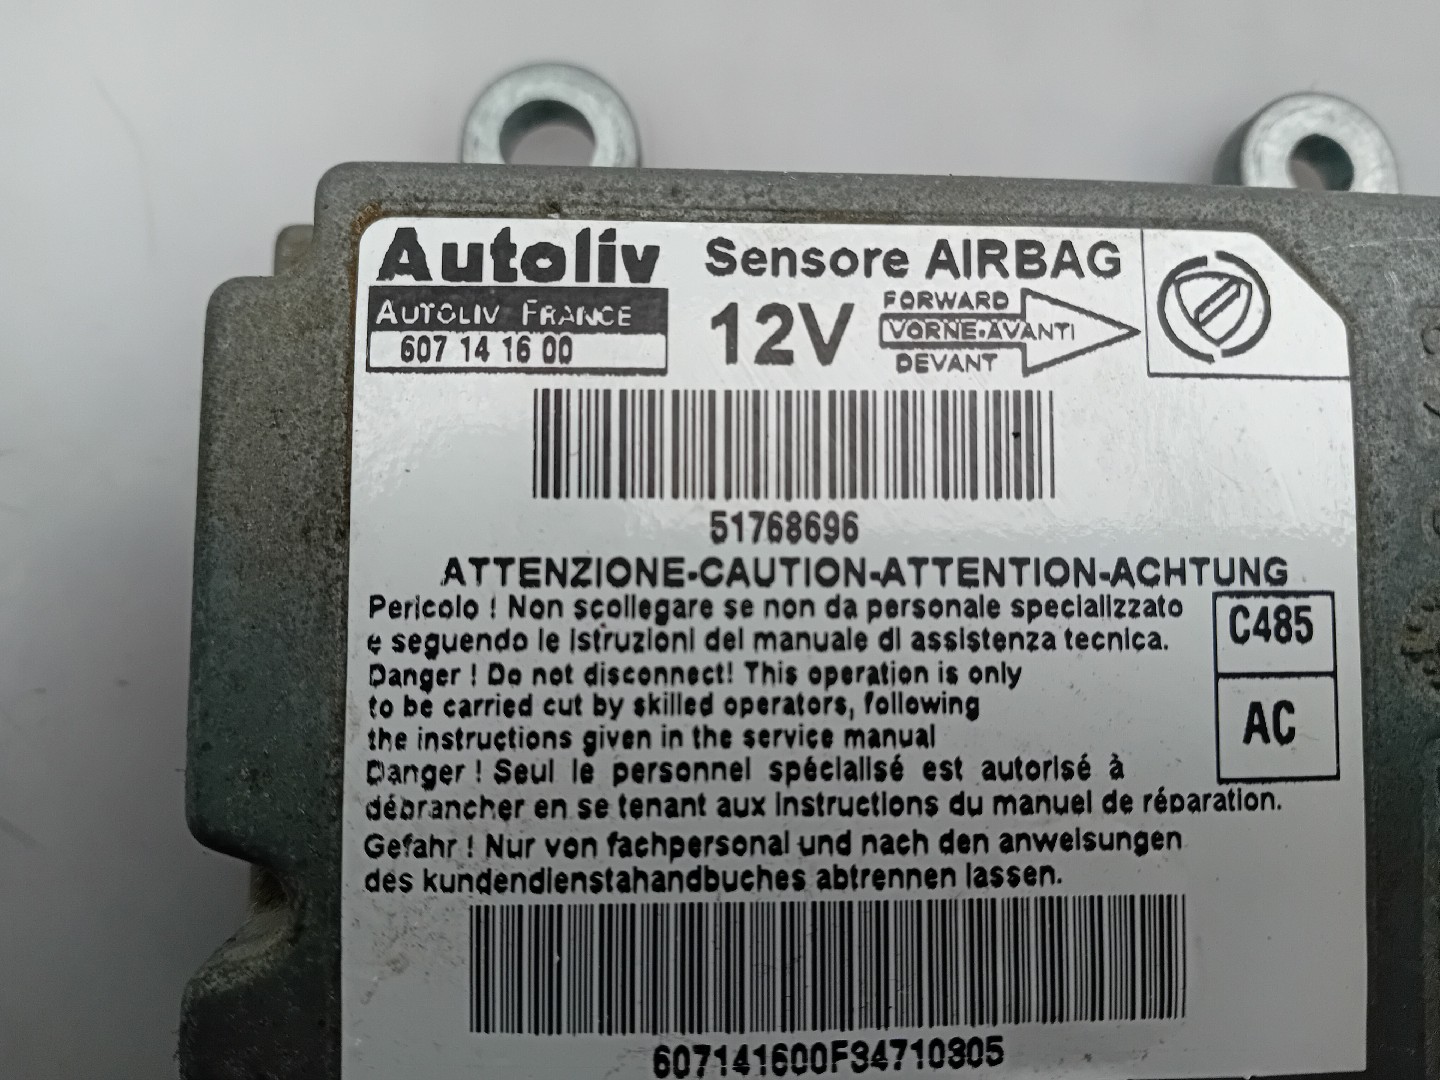 Autoliv Sensore AIRBAG
AUTOLIV FRANCE
607 14 16 00
12V
FORWARD
VORNE-AVANTI
DEVANT
51768696
ATTENZIONE-CAUTION-ATTENTION-ACHTUNG
Pericolo ! Non scollegare se non da personale specializzato
e seguendo le istruzioni del manuale di assistenza tecnica.
Danger ! Do not disconnect! This operation is only
to be carried out by skilled operators, following
the instructions given in the service manual
Danger ! Seul le personnel spécialisé est autorisé à
débrancher en se tenant aux instructions du manuel de réparation.
Gefahr ! Nur von fachpersonal und nach den anweisungen
des kundendienstahandbuches abtrennen lassen.
C485
AC
607141600F34710305